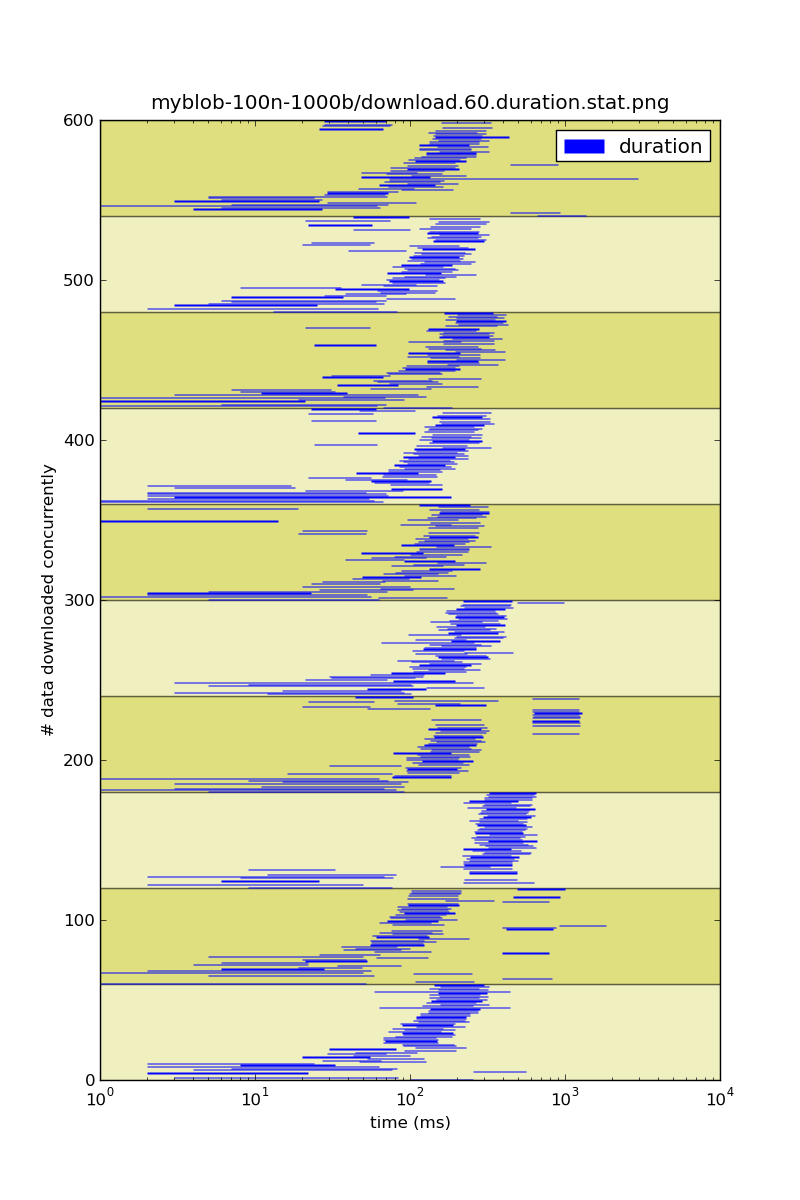 myblob-100n-1000b/download.60.duration.stat.png
duration
600
500
400
300
200
100
0
# data downloaded concurrently
10^0 10^1 10^2 10^3 10^4
time (ms)